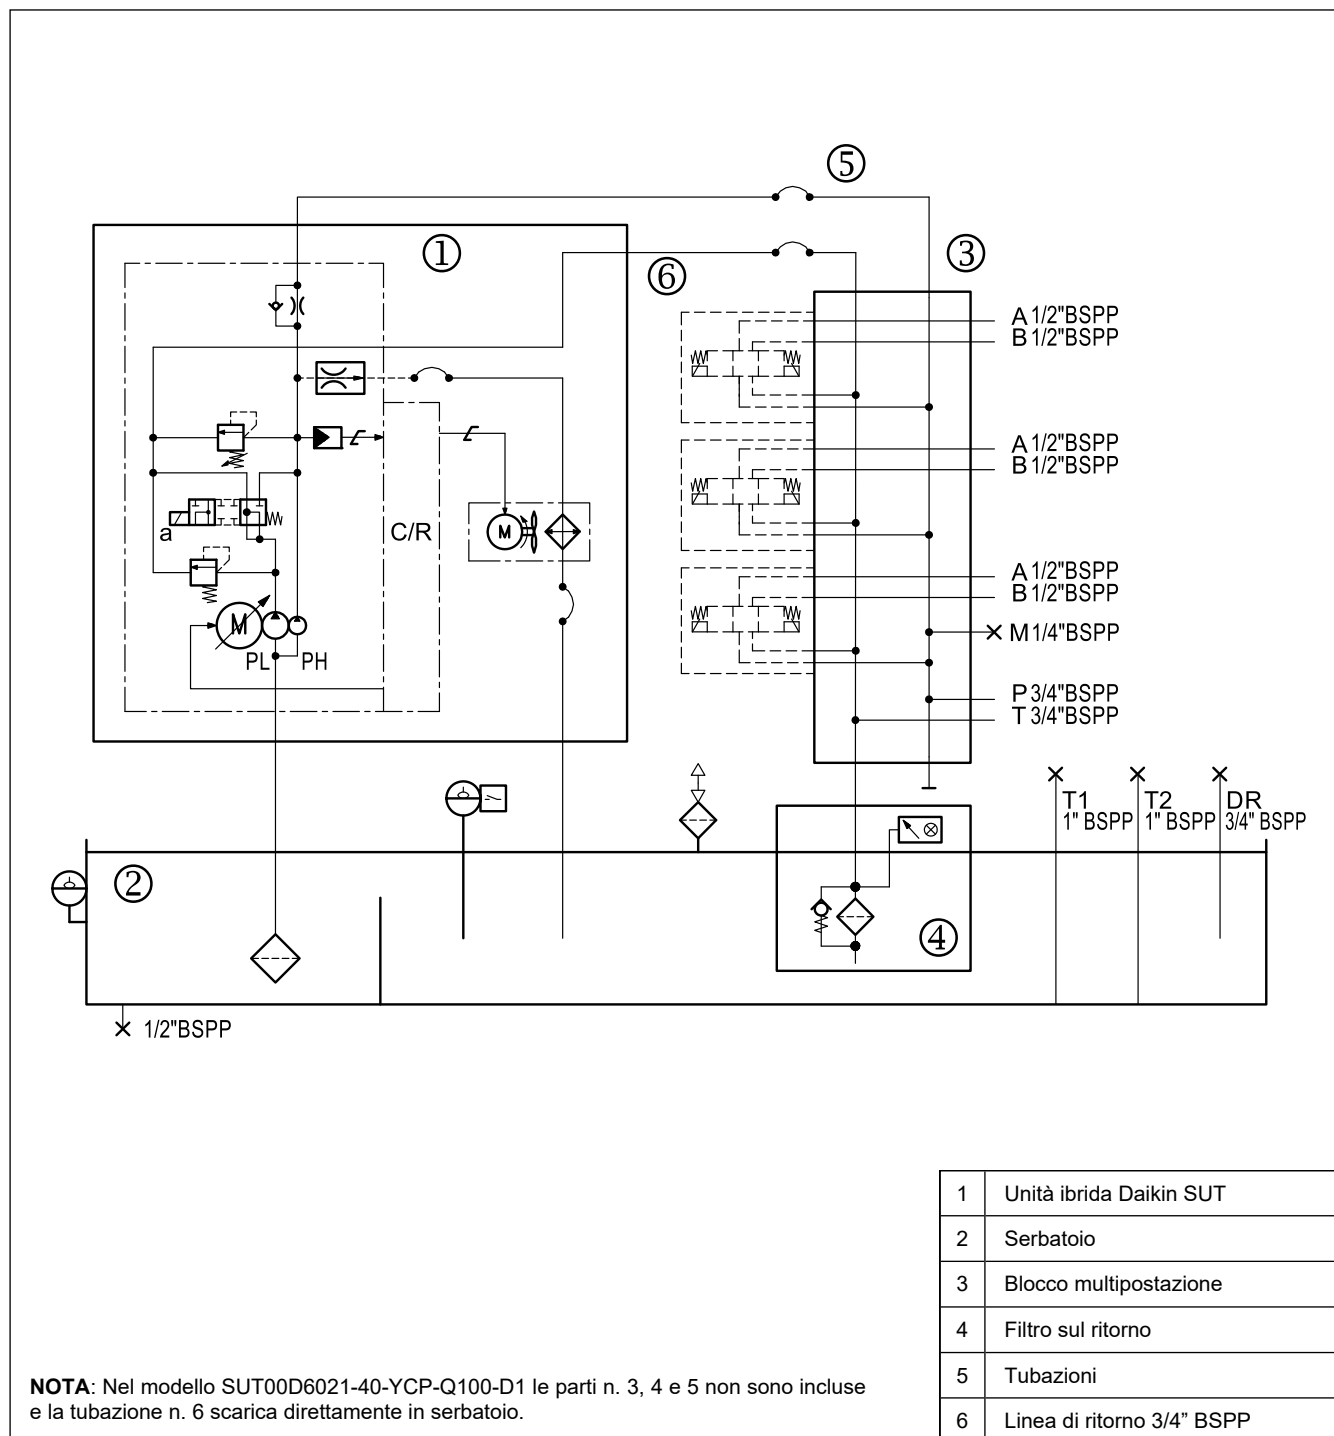 ⑤
①
③
⑥
A 1/2"BSPP
B 1/2"BSPP
A 1/2"BSPP
B 1/2"BSPP
a
C/R
M
A 1/2"BSPP
B 1/2"BSPP
M
M 1/4"BSPP
PL PH
P 3/4"BSPP
T 3/4"BSPP
T1 T2 DR
1" BSPP 1" BSPP 3/4" BSPP
②
④
1/2"BSPP
1 Unità ibrida Daikin SUT
2 Serbatoio
3 Blocco multipostazione
4 Filtro sul ritorno
5 Tubazioni
6 Linea di ritorno 3/4” BSPP
NOTA: Nel modello SUT00D6021-40-YCP-Q100-D1 le parti n. 3, 4 e 5 non sono incluse
e la tubazione n. 6 scarica direttamente in serbatoio.